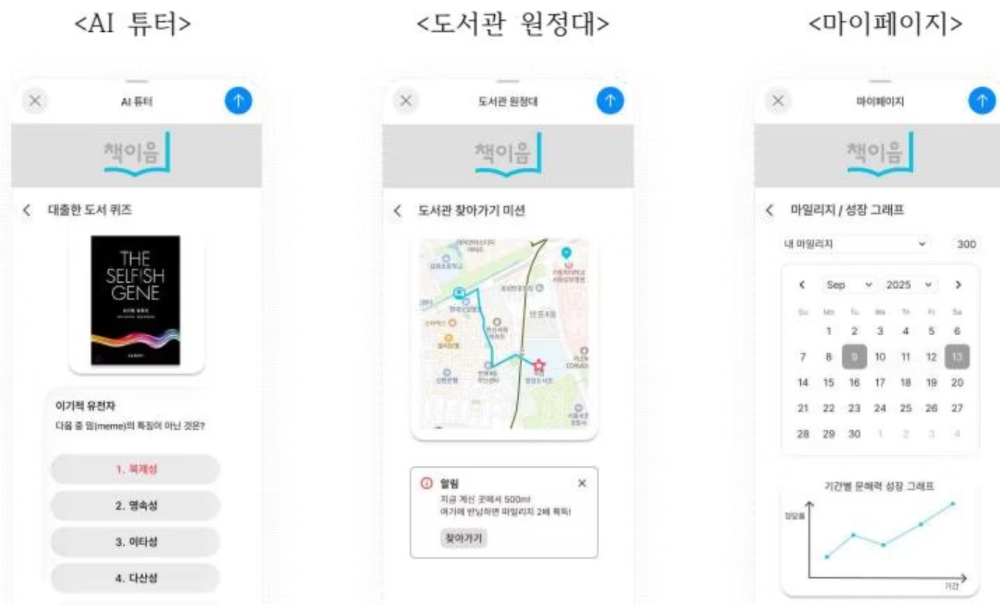 <AI 튜터>
<도서관 원정대>
<마이페이지>
AI 튜터
책이음
대출한 도서 퀴즈
THE
SELFISH
GENE
이기적 유전자
다음 중 밈(meme)의 특징이 아닌 것은?
1. 복제성
2. 영속성
3. 이타성
4. 다산성
도서관 원정대
책이음
도서관 찾아가기 미션
반포4동
알림
지금 계신 곳에서 500m!
여기에 반납하면 마일리지 2배 획득!
찾아가기
마이페이지
책이음
마일리지 / 성장 그래프
내 마일리지 300
Sep 2025
Su Mo Tu We Th Fr Sa
1 2 3 4 5 6
7 8 9 10 11 12 13
14 15 16 17 18 19 20
21 22 23 24 25 26 27
28 29 30 1 2 3 4
기간별 문해력 성장 그래프
정답률
기간